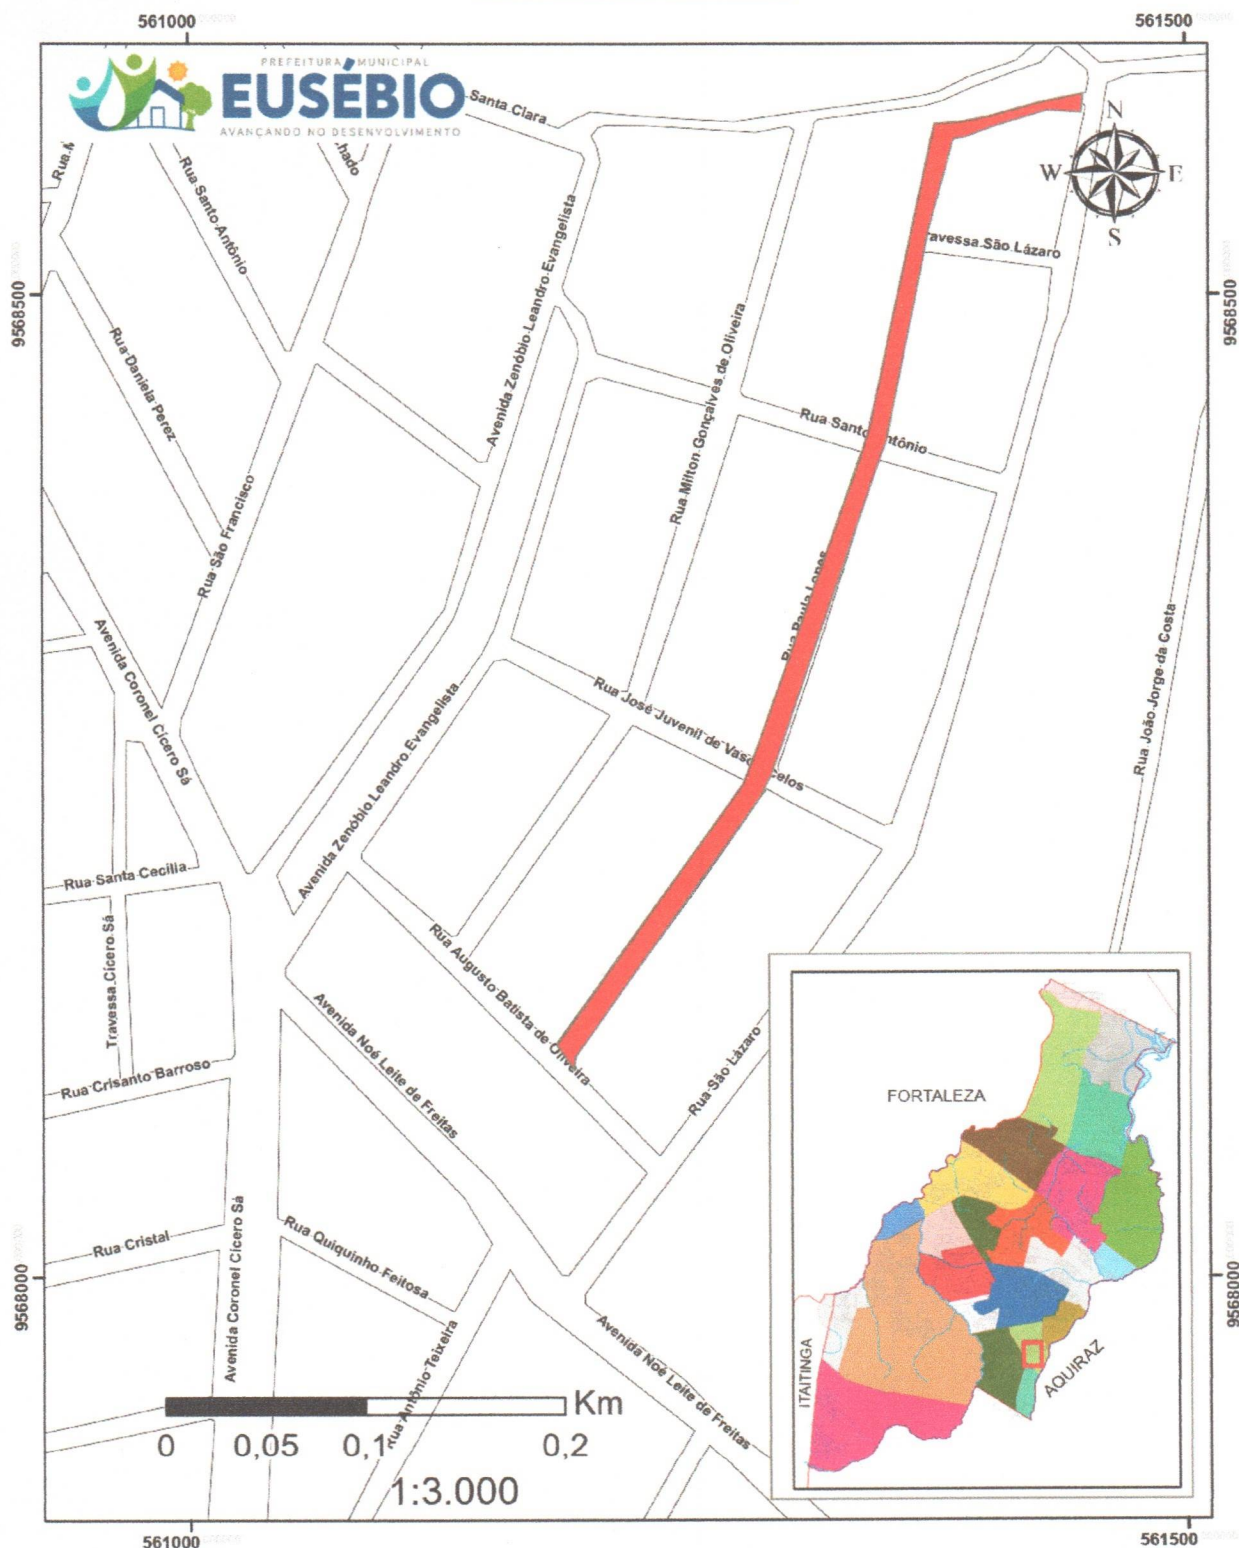 561000
561500
PREFEITURA MUNICIPAL
EUSÉBIO
AVANÇANDO NO DESENVOLVIMENTO
Santa Clara
N
W
E
S
Rua Santo Antônio
Avenida Zenóbio Leandro Evangelista
ravessa São Lázaro
9568500
9568500
Rua Daniela Perez
Rua Milton Gonçalves de Oliveira
Rua Santo Antônio
Rua São Francisco
Rua Paula Lopes
Avenida Coronel Cícero Sá
Rua José Juvenil de Vasconcelos
Rua João Jorge da Costa
Avenida Zenóbio Leandro Evangelista
Rua Santa Cecília
Travessa Cícero Sá
Rua Augusto Batista de Oliveira
Avenida Noé Leite de Freitas
Rua São Lázaro
Rua Crisanto Barroso
FORTALEZA
Rua Cristal
Avenida Coronel Cícero Sá
Rua Quiquinho Feitosa
9568000
9568000
Rua Antônio Teixeira
Avenida Noé Leite de Freitas
ITAITINGA
AQUIRAZ
Km
0 0,05 0,1 0,2
1:3.000
561000
561500